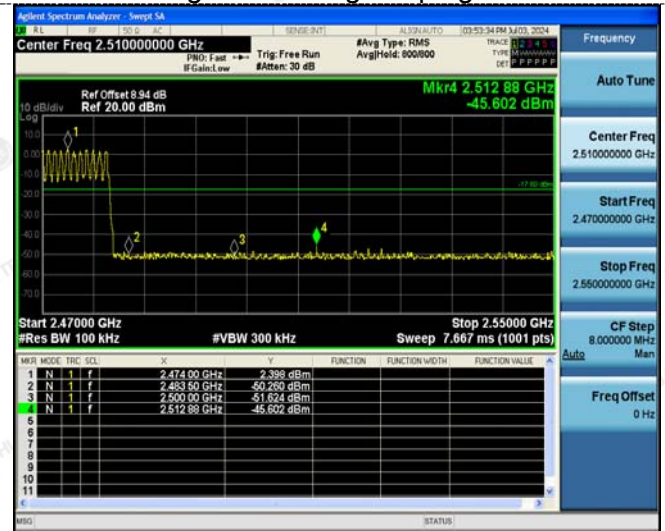 Agilent Spectrum Analyzer - Swept SA
RL RF 50 Ω AC SENSE:INT ALIGNAUTO 03:53:34 PM Jul 03, 2024
Center Freq 2.510000000 GHz
PNO: Fast
IFGain:Low
Trig: Free Run
#Atten: 30 dB
#Avg Type: RMS
Avg|Hold: 800/800
TRACE 1 2 3 4 5 6
TYPE M
DET P P P P P P
Mkr4 2.512 88 GHz
-45.602 dBm
Ref Offset 8.94 dB
10 dB/div Ref 20.00 dBm
Log
10.0
0.00
-10.0
-20.0
-30.0
-40.0
-50.0
-60.0
-70.0
1
2
3
4
Start 2.47000 GHz Stop 2.55000 GHz
#Res BW 100 kHz #VBW 300 kHz Sweep 7.667 ms (1001 pts)
MKR MODE TRC SCL X Y FUNCTION FUNCTION WIDTH FUNCTION VALUE
1 N 1 f 2.474 00 GHz 2.398 dBm
2 N 1 f 2.483 50 GHz -50.260 dBm
3 N 1 f 2.500 00 GHz -51.624 dBm
4 N 1 f 2.512 88 GHz -45.602 dBm
5
6
7
8
9
10
11
MSG STATUS
Frequency
Auto Tune
Center Freq
2.510000000 GHz
Start Freq
2.470000000 GHz
Stop Freq
2.550000000 GHz
CF Step
8.000000 MHz
Auto Man
Freq Offset
0 Hz